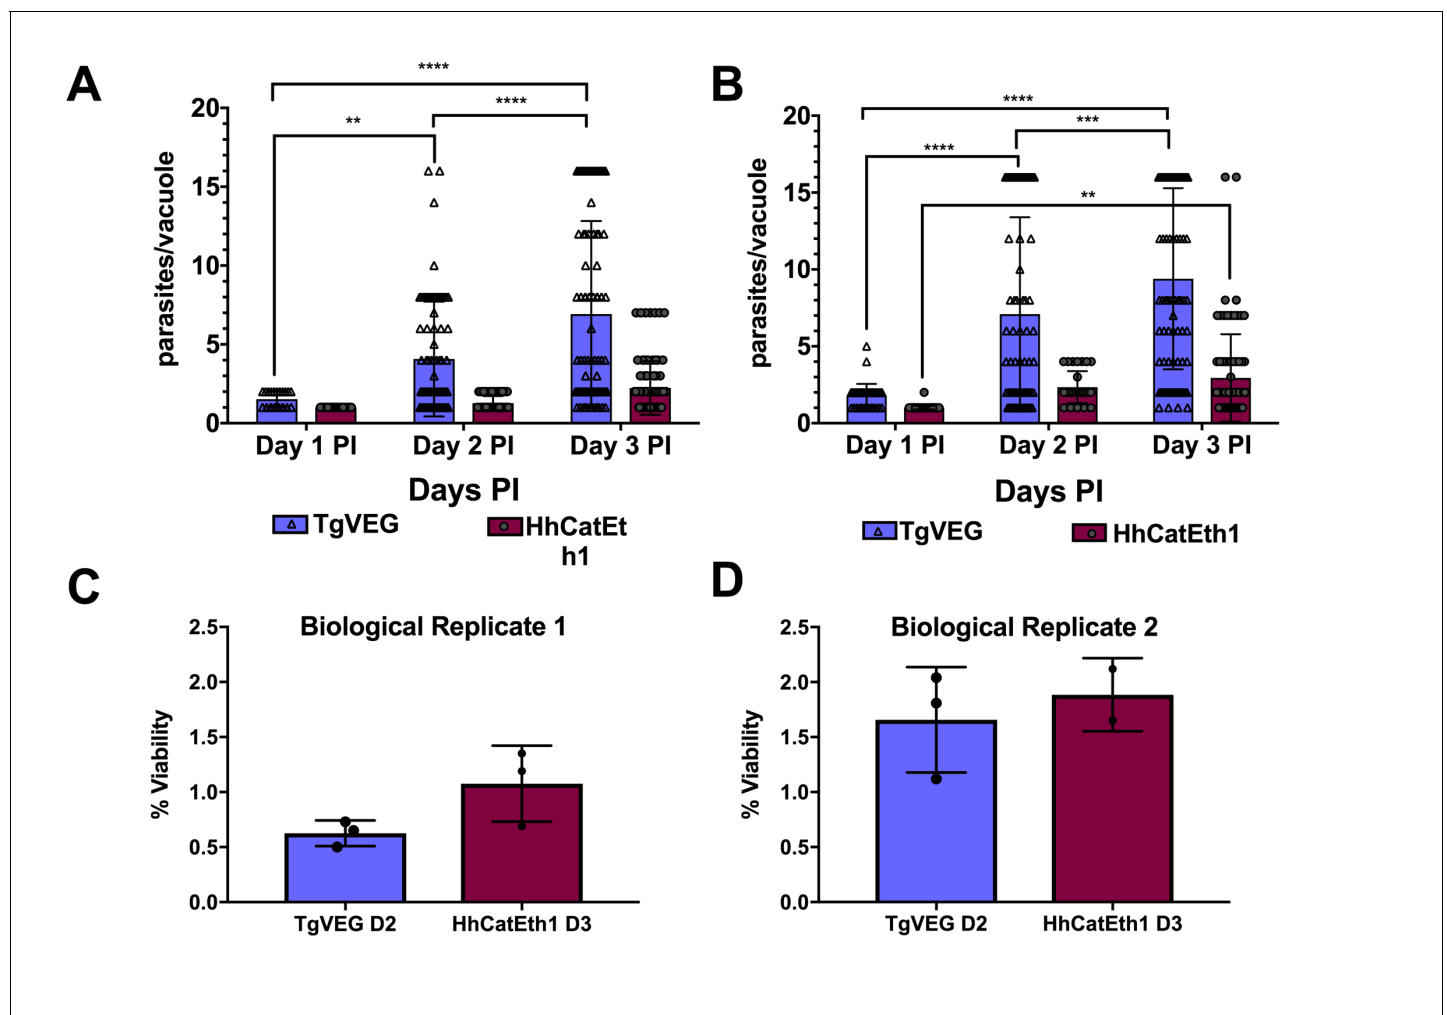 A
B
****
**
****
parasites/vacuole
20
15
10
5
0
Day 1 PI
Day 2 PI
Day 3 PI
Days PI
TgVEG
HhCatEt
h1
****
***
****
**
parasites/vacuole
20
15
10
5
0
Day 1 PI
Day 2 PI
Day 3 PI
Days PI
TgVEG
HhCatEth1
C
D
Biological Replicate 1
% Viability
2.5
2.0
1.5
1.0
0.5
0.0
TgVEG D2
HhCatEth1 D3
Biological Replicate 2
% Viability
2.5
2.0
1.5
1.0
0.5
0.0
TgVEG D2
HhCatEth1 D3